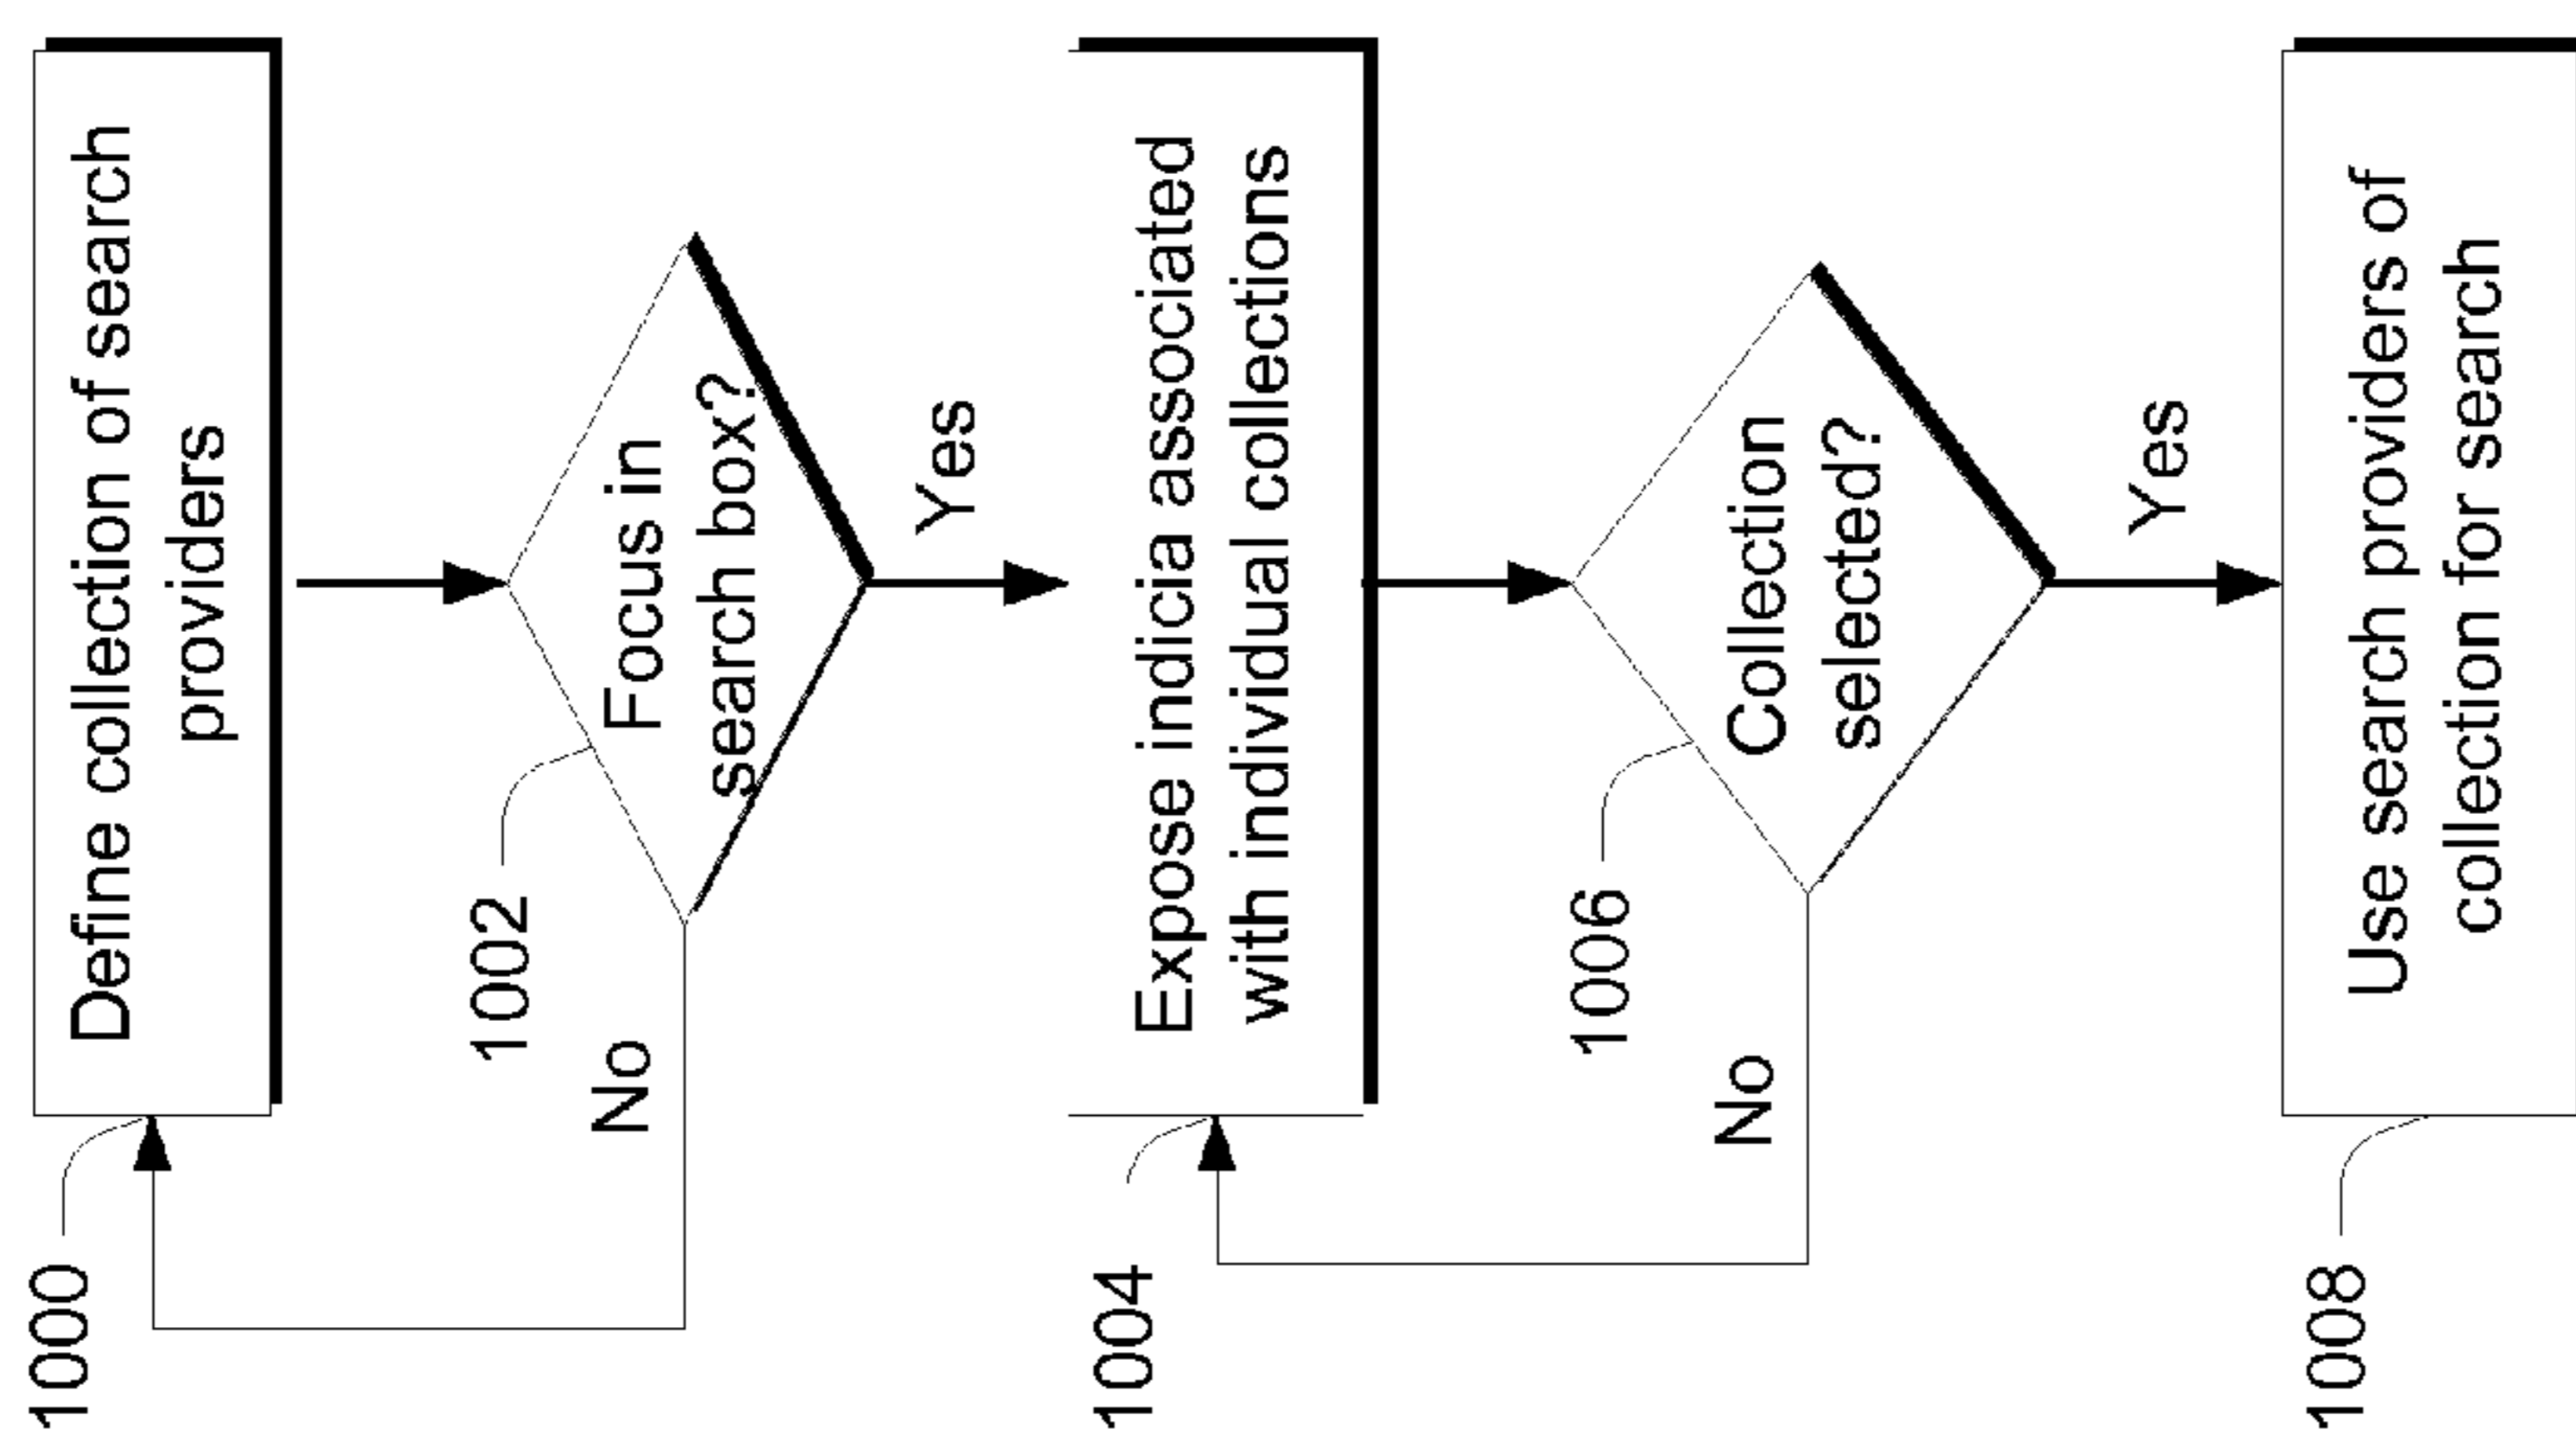 1000
Define collection of search
providers
1002
Focus in
search box?
No
Yes
1004
Expose indicia associated
with individual collections
1006
Collection
selected?
No
Yes
1008
Use search providers of
collection for search